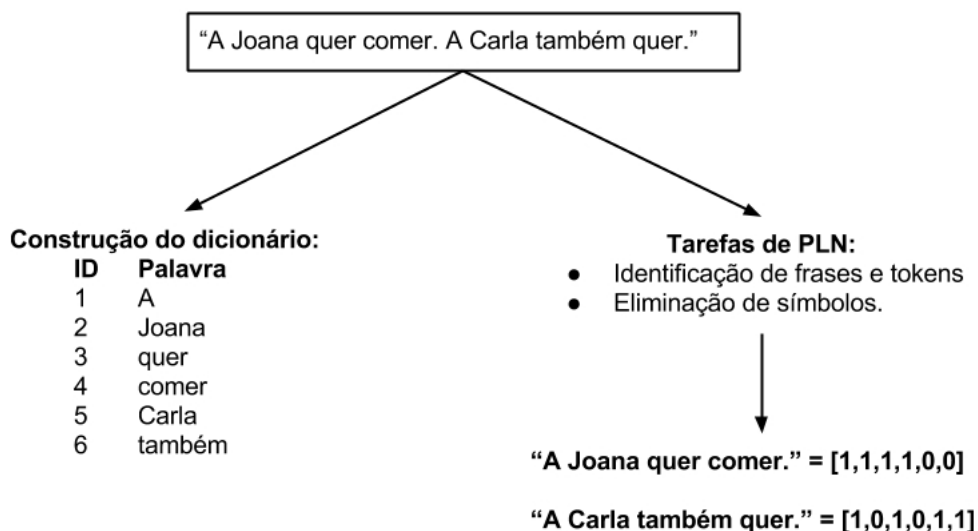 “A Joana quer comer. A Carla também quer.”
Construção do dicionário:
ID Palavra
1 A
2 Joana
3 quer
4 comer
5 Carla
6 também
Tarefas de PLN:
● Identificação de frases e tokens
● Eliminação de símbolos.
“A Joana quer comer.” = [1,1,1,1,0,0]
“A Carla também quer.” = [1,0,1,0,1,1]